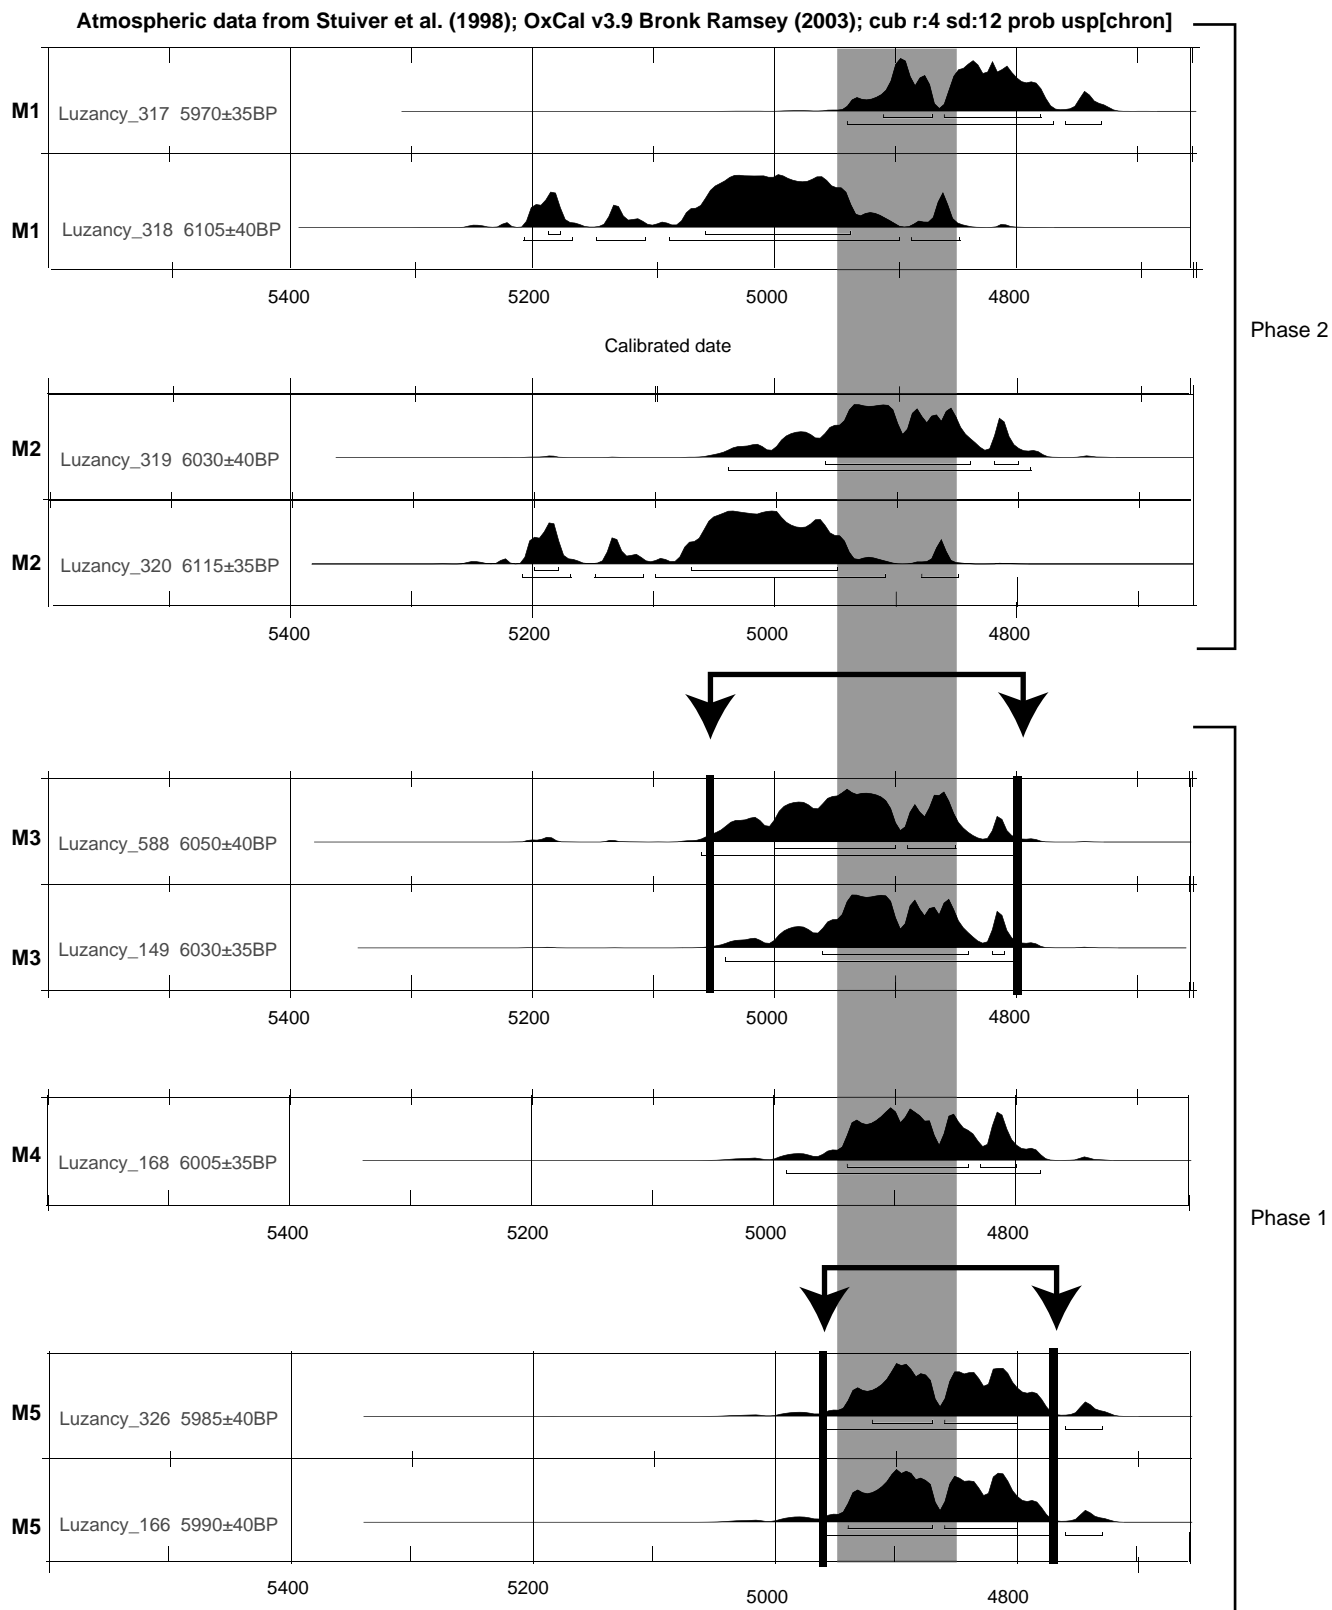 Atmospheric data from Stuiver et al. (1998); OxCal v3.9 Bronk Ramsey (2003); cub r:4 sd:12 prob usp[chron]
M1 Luzancy_317 5970±35BP
M1 Luzancy_318 6105±40BP
5400 5200 5000 4800
Phase 2
Calibrated date
M2 Luzancy_319 6030±40BP
M2 Luzancy_320 6115±35BP
5400 5200 5000 4800
M3 Luzancy_588 6050±40BP
M3 Luzancy_149 6030±35BP
5400 5200 5000 4800
M4 Luzancy_168 6005±35BP
Phase 1
5400 5200 5000 4800
M5 Luzancy_326 5985±40BP
M5 Luzancy_166 5990±40BP
5400 5200 5000 4800